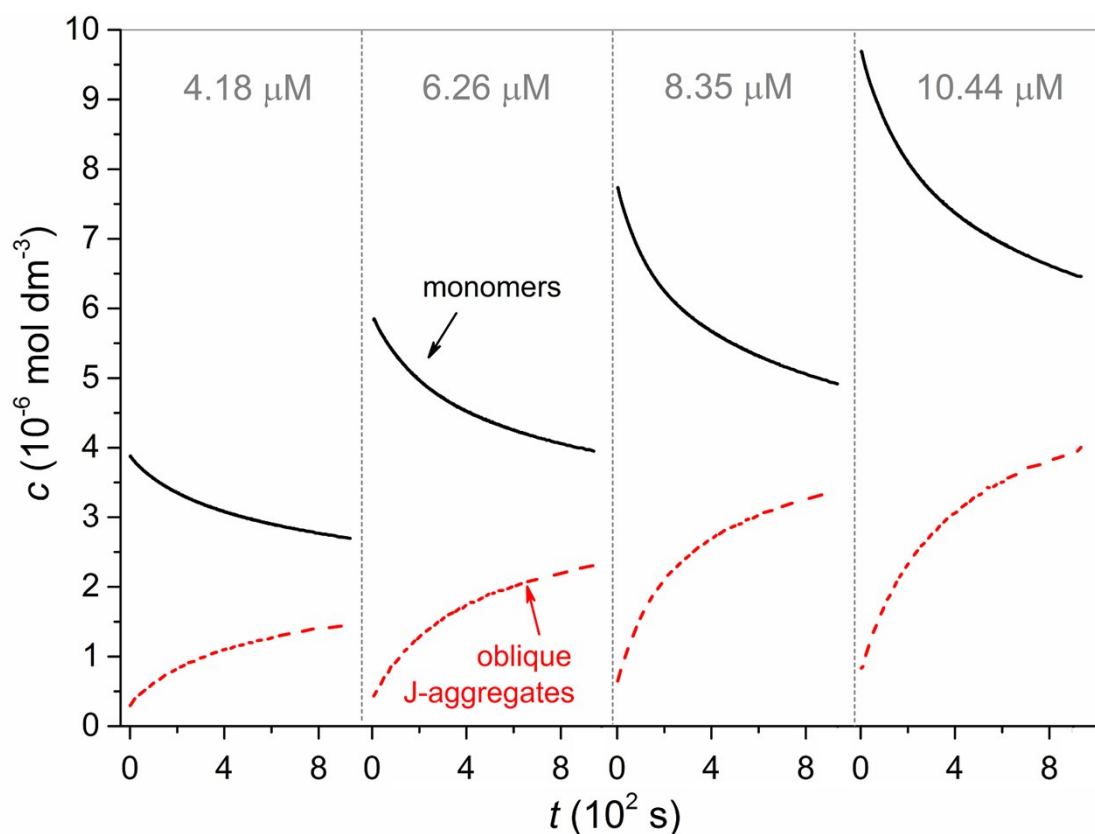 4.18 μM 6.26 μM 8.35 μM 10.44 μM
monomers
oblique
J-aggregates
c (10⁻⁶ mol dm⁻³)
10
9
8
7
6
5
4
3
2
1
0
0 4 8 0 4 8 0 4 8 0 4 8
t (10² s)